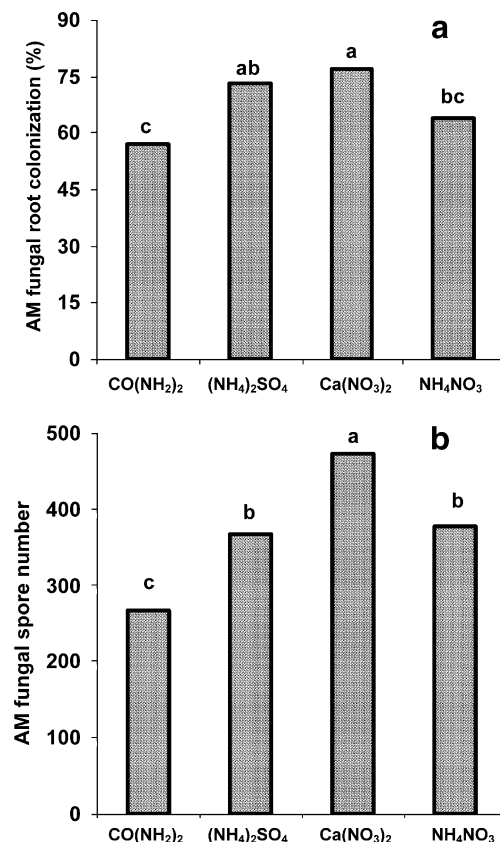 90
75
60
45
30
15
0
AM fungal root colonization (%)
a
c
ab
a
bc
CO(NH₂)₂ (NH₄)₂SO₄ Ca(NO₃)₂ NH₄NO₃
500
400
300
200
100
0
AM fungal spore number
b
c
b
a
b
CO(NH₂)₂ (NH₄)₂SO₄ Ca(NO₃)₂ NH₄NO₃